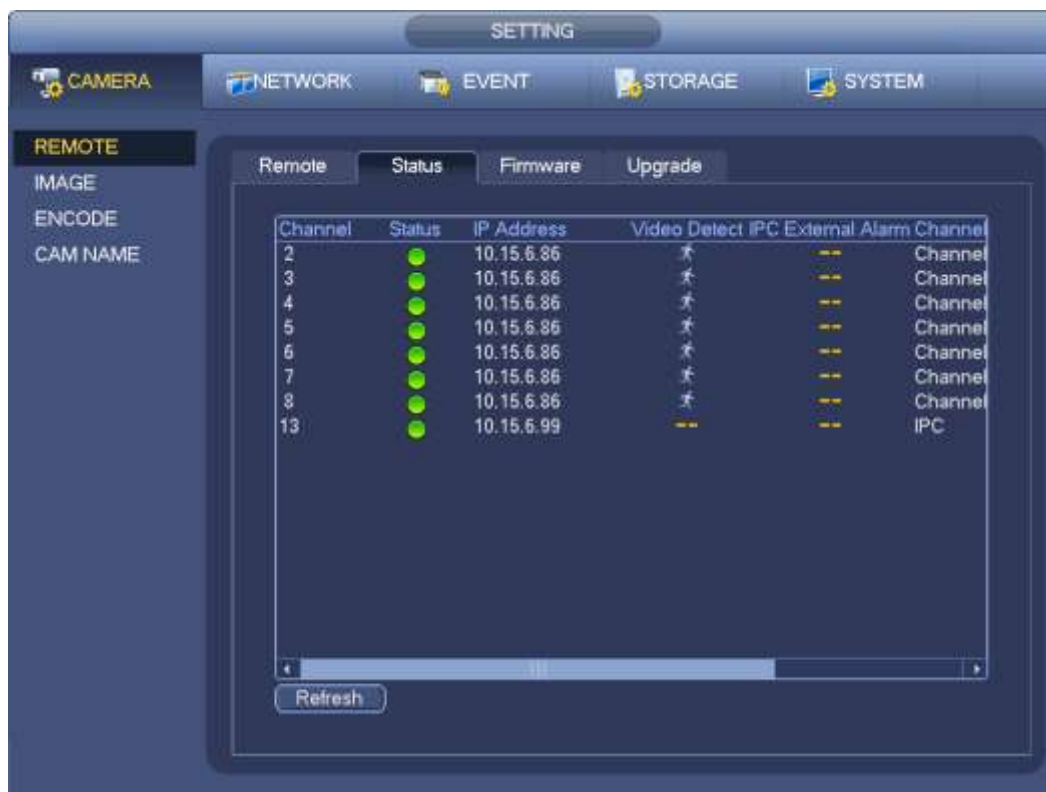 SETTING
CAMERA NETWORK EVENT STORAGE SYSTEM
REMOTE
IMAGE
ENCODE
CAM NAME
Remote Status Firmware Upgrade
Channel Status IP Address Video Detect IPC External Alarm Channel
2 10.15.6.86 -- Channel
3 10.15.6.86 -- Channel
4 10.15.6.86 -- Channel
5 10.15.6.86 -- Channel
6 10.15.6.86 -- Channel
7 10.15.6.86 -- Channel
8 10.15.6.86 -- Channel
13 10.15.6.99 -- -- IPC
Refresh